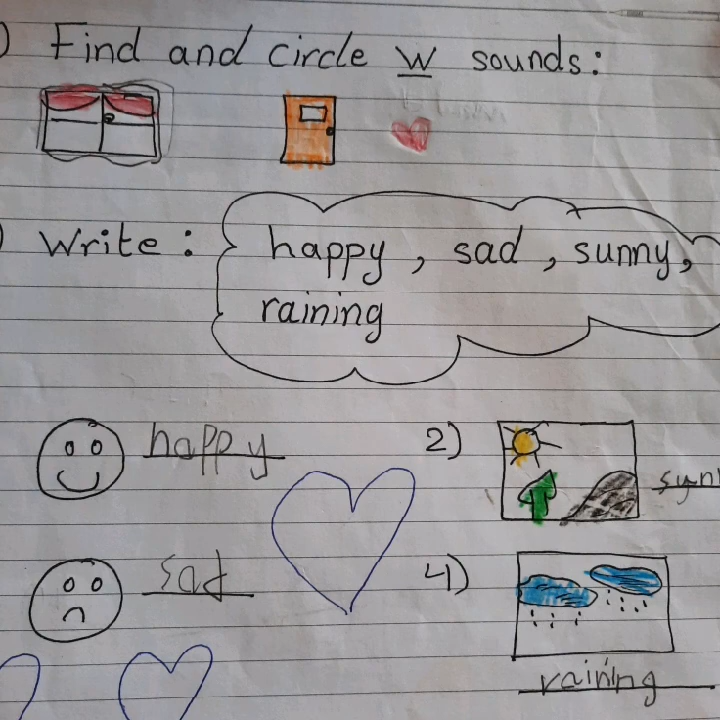 ) Find and circle w sounds:
) Write: happy, sad, sunny,
raining
happy
2)
sad
4)
raining